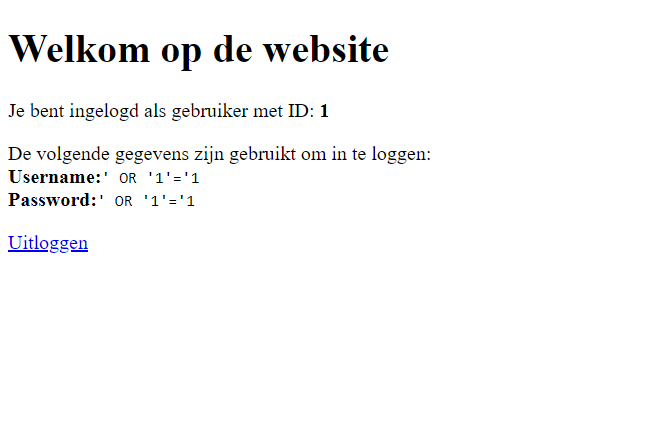 Welkom op de website
Je bent ingelogd als gebruiker met ID: 1
De volgende gegevens zijn gebruikt om in te loggen:
Username:' OR '1'='1
Password:' OR '1'='1
Uitloggen